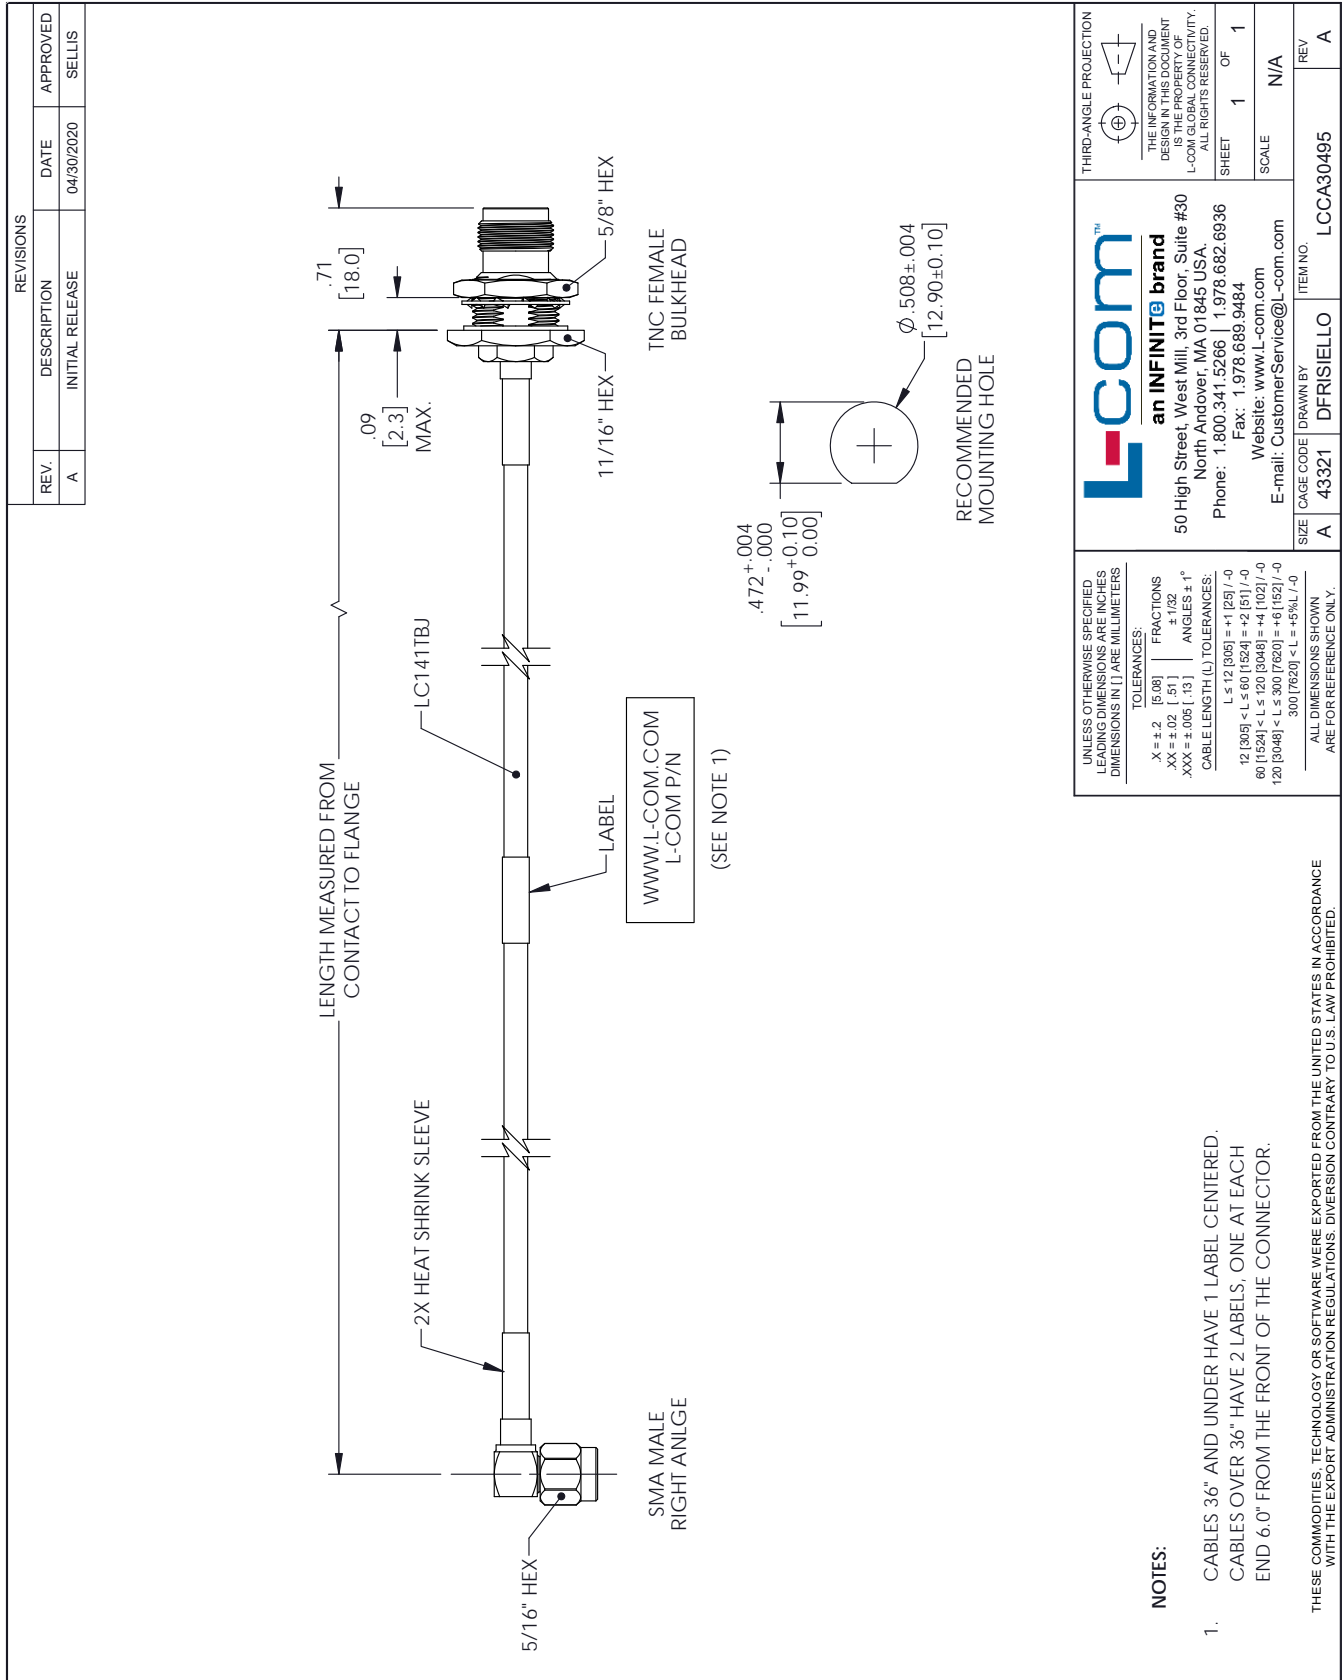 REVISIONS
REV. DESCRIPTION DATE APPROVED
A INITIAL RELEASE 04/30/2020 SELLIS
LENGTH MEASURED FROM
CONTACT TO FLANGE
.71
[18.0]
.09
[2.3]
MAX.
2X HEAT SHRINK SLEEVE
LC141TBJ
5/16" HEX
11/16" HEX
5/8" HEX
SMA MALE
RIGHT ANLGE
LABEL
WWW.L-COM.COM
L-COM P/N
(SEE NOTE 1)
TNC FEMALE
BULKHEAD
.472 +.004
-.000
[11.99 +0.10
0.00]
Ø.508±.004
[12.90±0.10]
RECOMMENDED
MOUNTING HOLE
NOTES:
1. CABLES 36" AND UNDER HAVE 1 LABEL CENTERED.
CABLES OVER 36" HAVE 2 LABELS, ONE AT EACH
END 6.0" FROM THE FRONT OF THE CONNECTOR.
THESE COMMODITIES, TECHNOLOGY OR SOFTWARE WERE EXPORTED FROM THE UNITED STATES IN ACCORDANCE
WITH THE EXPORT ADMINISTRATION REGULATIONS. DIVERSION CONTRARY TO U.S. LAW PROHIBITED.
UNLESS OTHERWISE SPECIFIED
LEADING DIMENSIONS ARE INCHES
DIMENSIONS IN [ ] ARE MILLIMETERS
TOLERANCES:
.X = ±.2 [5.08] FRACTIONS
.XX = ±.02 [.51] ± 1/32
.XXX = ±.005 [.13] ANGLES ± 1°
CABLE LENGTH (L) TOLERANCES:
L ≤ 12 [305] = +1 [25] / -0
12 [305] < L ≤ 60 [1524] = +2 [51] / -0
60 [1524] < L ≤ 120 [3048] = +4 [102] / -0
120 [3048] < L ≤ 300 [7620] = +6 [152] / -0
300 [7620] < L = +5%L / -0
ALL DIMENSIONS SHOWN
ARE FOR REFERENCE ONLY.
L-com™
an INFINIT@ brand
50 High Street, West Mill, 3rd Floor, Suite #30
North Andover, MA 01845 USA.
Phone: 1.800.341.5266 | 1.978.682.6936
Fax: 1.978.689.9484
Website: www.L-com.com
E-mail: CustomerService@L-com.com
THIRD-ANGLE PROJECTION
THE INFORMATION AND
DESIGN IN THIS DOCUMENT
IS THE PROPERTY OF
L-COM GLOBAL CONNECTIVITY.
ALL RIGHTS RESERVED.
SHEET 1 OF 1
SCALE N/A
SIZE A
CAGE CODE 43321
DRAWN BY DFRISIELLO
ITEM NO. LCCA30495
REV A